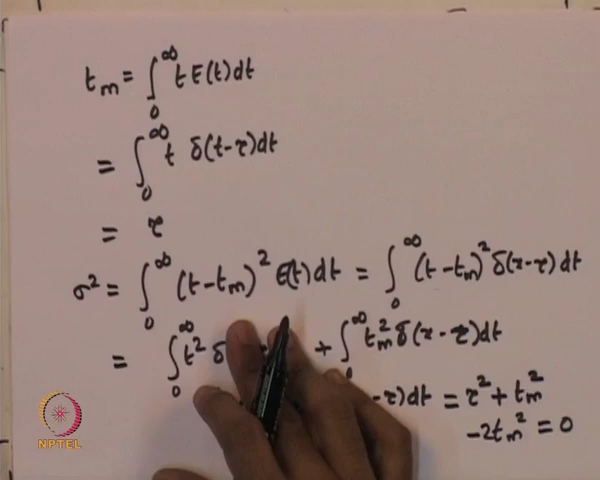 t_m = ∫_0^∞ t E(t) dt
= ∫_0^∞ t δ(t-τ) dt
= τ
σ² = ∫_0^∞ (t-t_m)² E(t) dt = ∫_0^∞ (t-t_m)² δ(x-τ) dt
= ∫_0^∞ t² δ + ∫_0^∞ t_m² δ(x-τ) dt
-τ) dt = τ² + t_m²
-2t_m² = 0
NPTEL